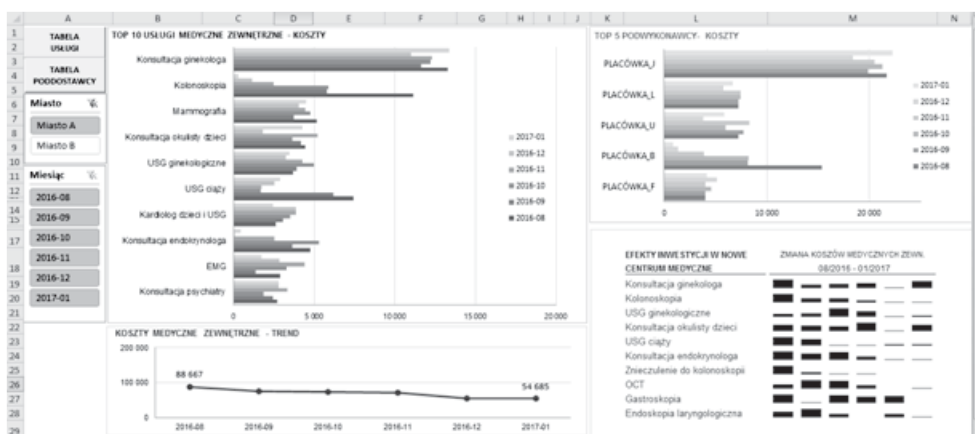 A B C D E F G H I J K L M N
1 2 3 4 5 6 7 8 9 10 11 12 14 15 17 18 19 20 21 22 23 24 25 26 27 28 29
TABELA
USŁUGI
TABELA
PODDOSTAWCY
Miasto
Miasto A
Miasto B
Miesiąc
2016-08
2016-09
2016-10
2016-11
2016-12
2017-01
TOP 10 USŁUGI MEDYCZNE ZEWNĘTRZNE - KOSZTY
Konsultacja ginekologa
Kolonoskopia
Mammografia
Konsultacja okulisty dzieci
USG ginekologiczne
USG ciąży
Kardiolog dzieci i USG
Konsultacja endokrynologa
EMG
Konsultacja psychiatry
0 5 000 10 000 15 000 20 000
2017-01
2016-12
2016-11
2016-10
2016-09
2016-08
KOSZTY MEDYCZNE ZEWNĘTRZNE - TREND
200 000
100 000
0
88 667
54 685
2016-08 2016-09 2016-10 2016-11 2016-12 2017-01
TOP 5 PODWYKONAWCY- KOSZTY
PLACÓWKA_J
PLACÓWKA_L
PLACÓWKA_U
PLACÓWKA_B
PLACÓWKA_F
0 10 000 20 000
2017-01
2016-12
2016-11
2016-10
2016-09
2016-08
EFEKTY INWESTYCJI W NOWE
CENTRUM MEDYCZNE
ZMIANA KOSZÓW MEDYCZNYCH ZEWN.
08/2016 - 01/2017
Konsultacja ginekologa
Kolonoskopia
USG ginekologiczne
Konsultacja okulisty dzieci
USG ciąży
Konsultacja endokrynologa
Znieczulenie do kolonoskopii
OCT
Gastroskopia
Endoskopia laryngologiczna